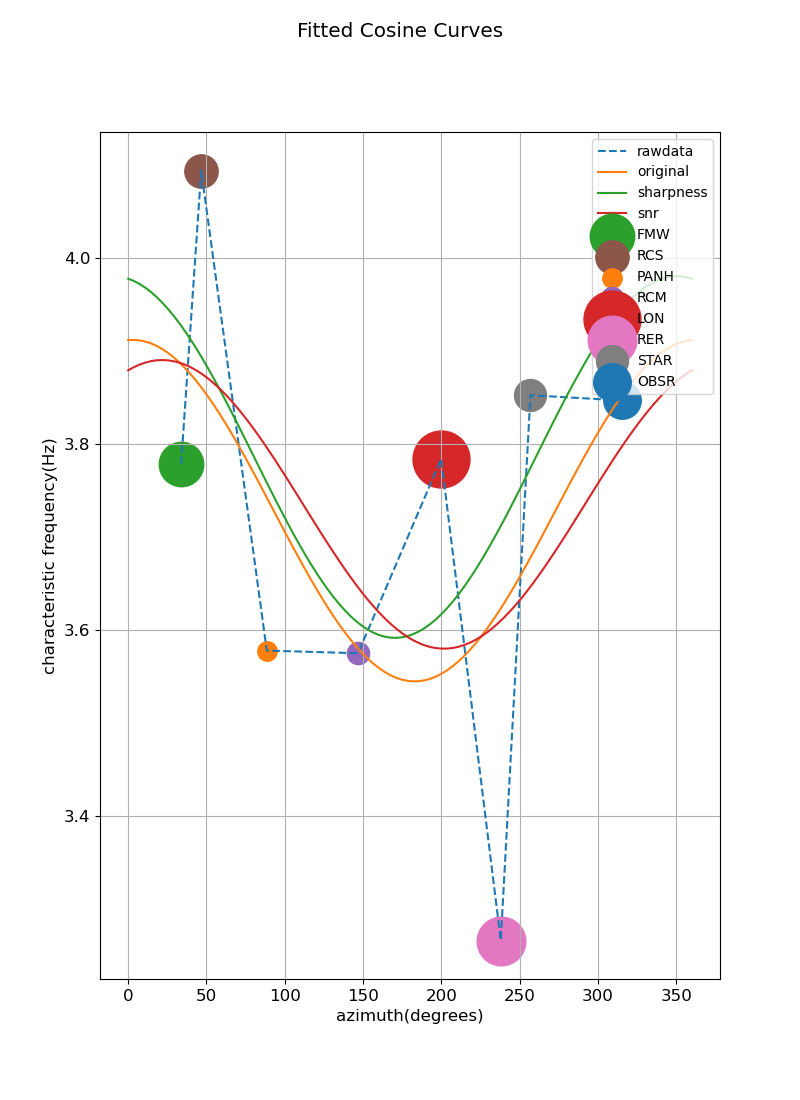 Fitted Cosine Curves
characteristic frequency(Hz)
4.0
3.8
3.6
3.4
rawdata
original
sharpness
snr
FMW
RCS
PANH
RCM
LON
RER
STAR
OBSR
0 50 100 150 200 250 300 350
azimuth(degrees)